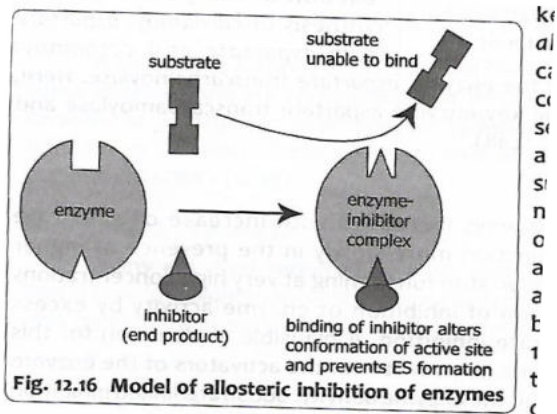 substrate
unable to bind
substrate
enzyme
enzyme-
inhibitor
complex
inhibitor
(end product)
binding of inhibitor alters
conformation of active site
and prevents ES formation
Fig. 12.16 Model of allosteric inhibition of enzymes